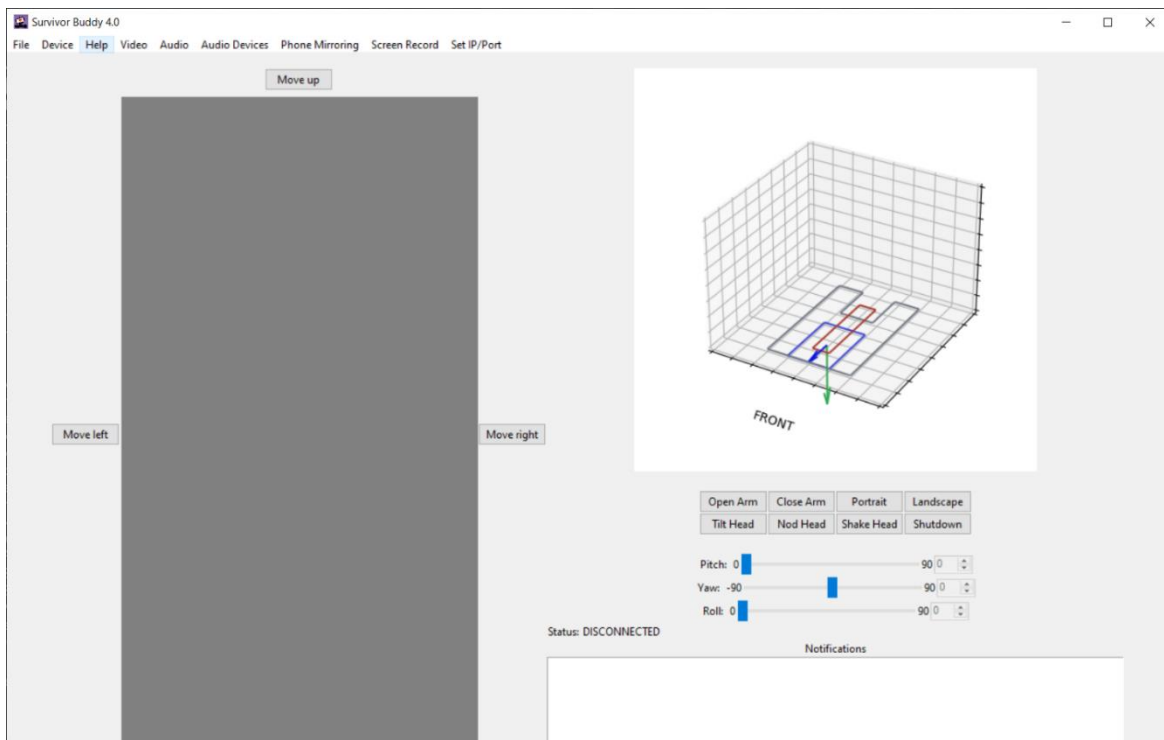 Survivor Buddy 4.0
File Device Help Video Audio Audio Devices Phone Mirroring Screen Record Set IP/Port
Move up
Move left
Move right
FRONT
Open Arm Close Arm Portrait Landscape
Tilt Head Nod Head Shake Head Shutdown
Pitch: 0 90 0
Yaw: -90 90 0
Roll: 0 90 0
Status: DISCONNECTED
Notifications